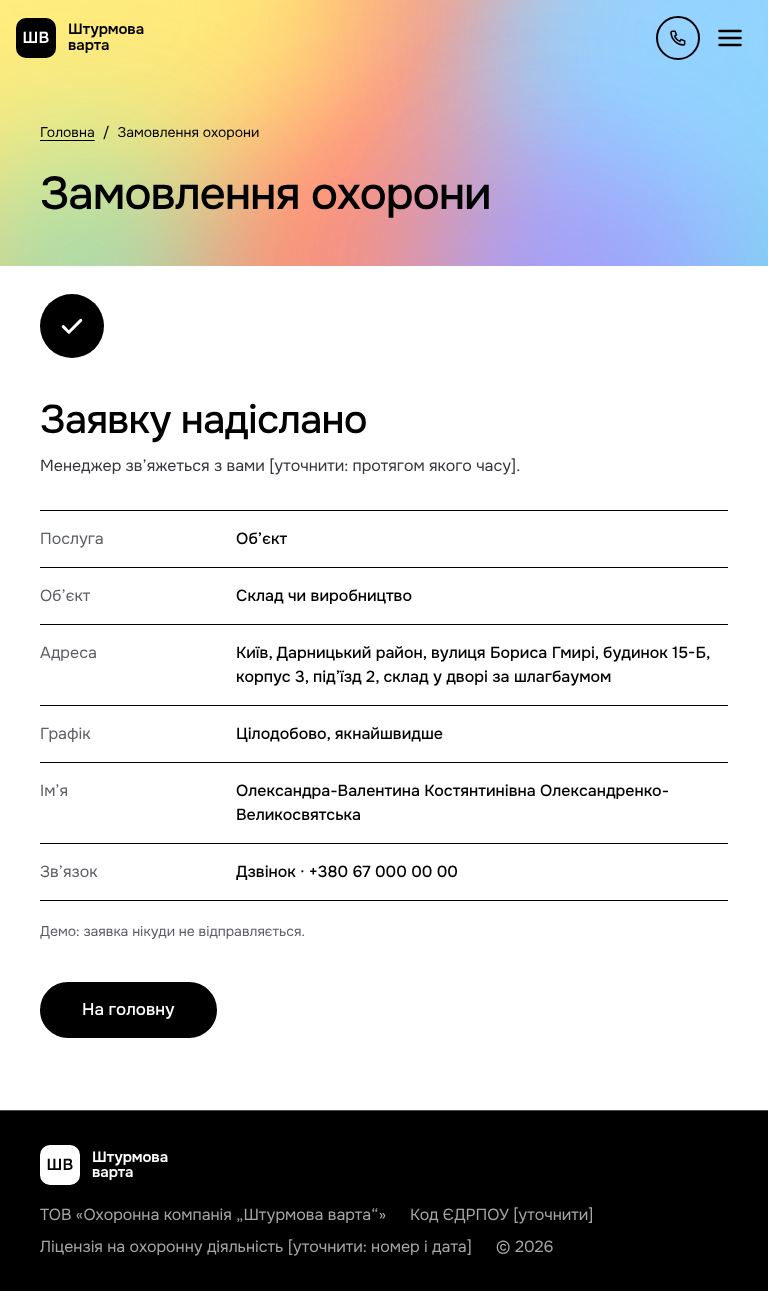 ШВ
Штурмова
варта
Головна / Замовлення охорони
Замовлення охорони
Заявку надіслано
Менеджер зв’яжеться з вами [уточнити: протягом якого часу].
Послуга Об’єкт
Об’єкт Склад чи виробництво
Адреса Київ, Дарницький район, вулиця Бориса Гмирі, будинок 15-Б,
корпус 3, під’їзд 2, склад у дворі за шлагбаумом
Графік Цілодобово, якнайшвидше
Ім’я Олександра-Валентина Костянтинівна Олександренко-
Великосвятська
Зв’язок Дзвінок · +380 67 000 00 00
Демо: заявка нікуди не відправляється.
На головну
ШВ
Штурмова
варта
ТОВ «Охоронна компанія „Штурмова варта“» Код ЄДРПОУ [уточнити]
Ліцензія на охоронну діяльність [уточнити: номер і дата] © 2026